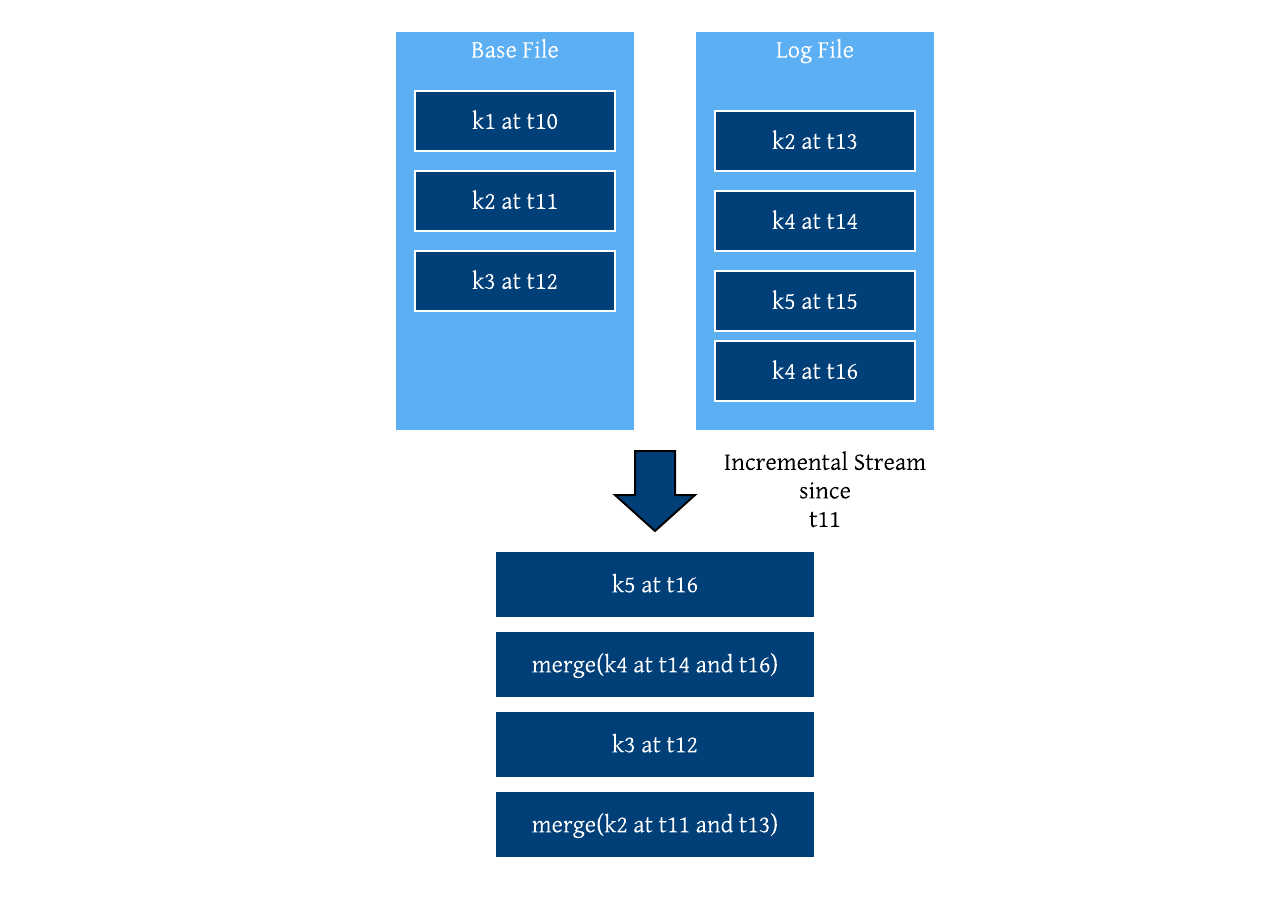 Base File
k1 at t10
k2 at t11
k3 at t12
Log File
k2 at t13
k4 at t14
k5 at t15
k4 at t16
Incremental Stream
since
t11
k5 at t16
merge(k4 at t14 and t16)
k3 at t12
merge(k2 at t11 and t13)